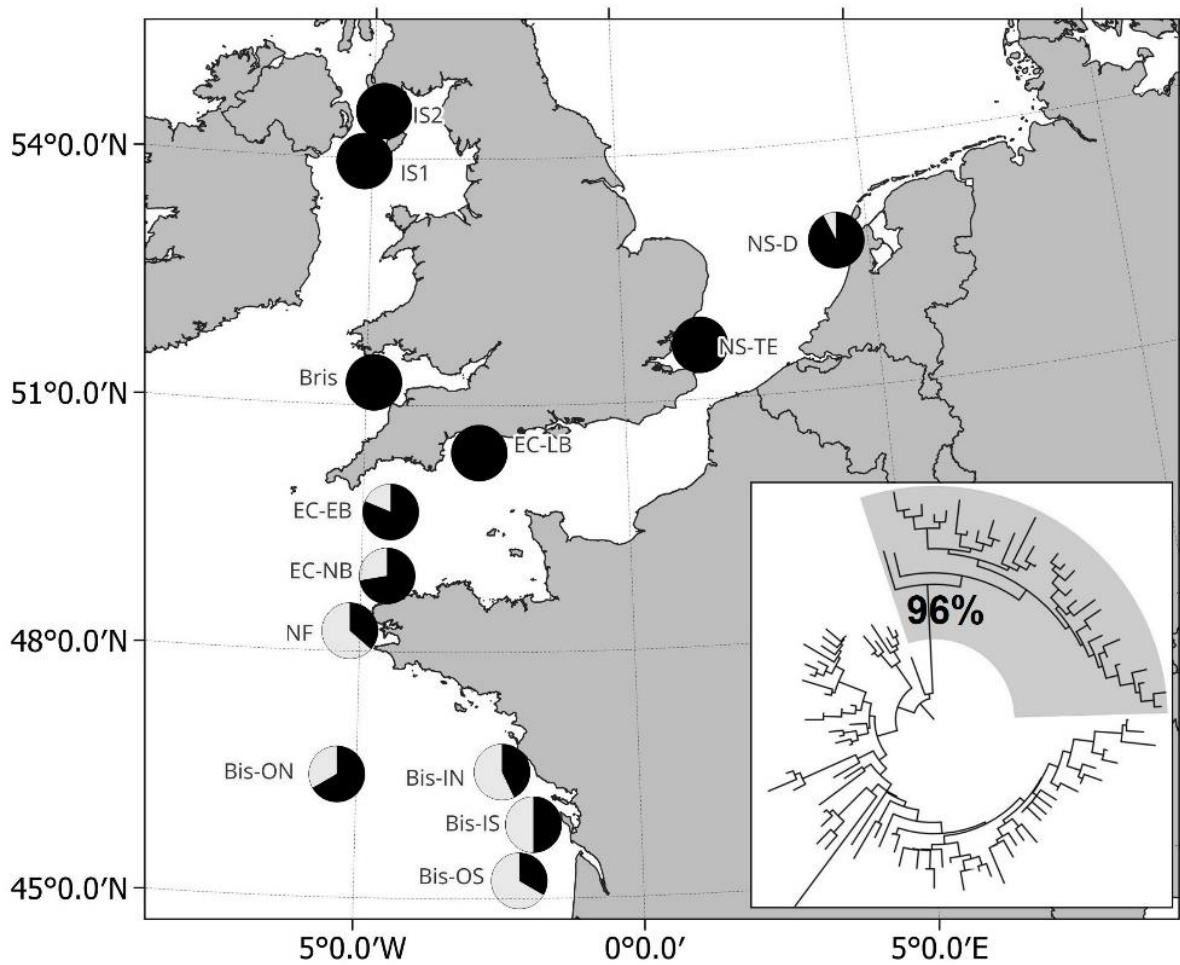 IS2
54°0.0'N
IS1
NS-D
NS-TE
Bris
51°0.0'N
EC-LB
EC-EB
EC-NB
96%
NF
48°0.0'N
Bis-ON
Bis-IN
Bis-IS
Bis-OS
45°0.0'N
5°0.0'W
0°0.0'
5°0.0'E